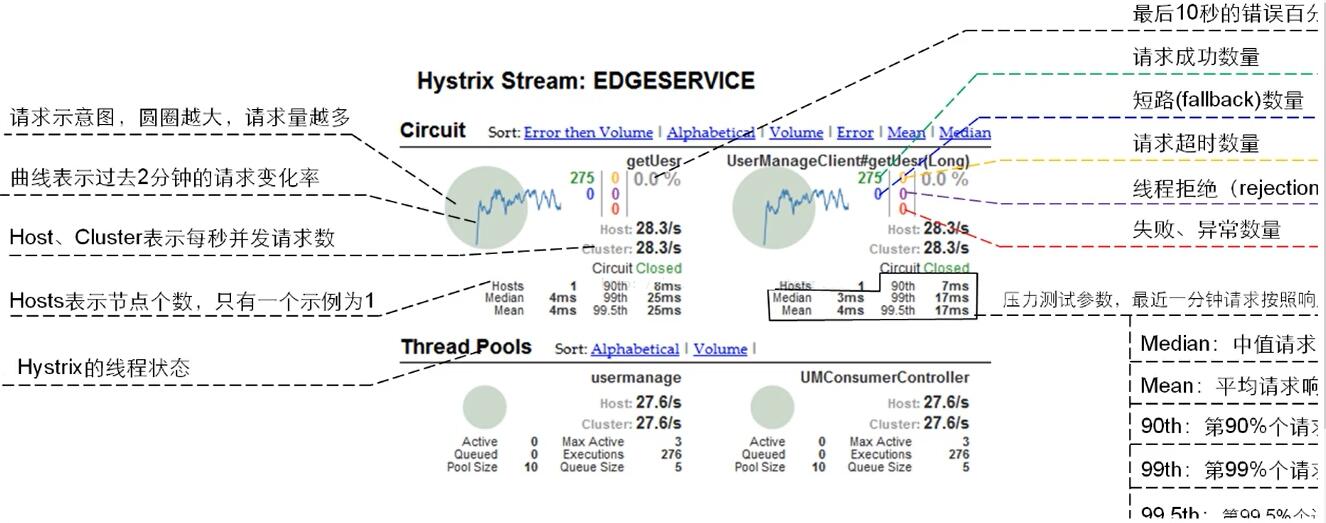 最后10秒的错误百分
请求成功数量
短路(fallback)数量
请求超时数量
线程拒绝（rejection
失败、异常数量
请求示意图，圆圈越大，请求量越多
曲线表示过去2分钟的请求变化率
Host、Cluster表示每秒并发请求数
Hosts表示节点个数，只有一个示例为1
Hystrix的线程状态
Hystrix Stream: EDGESERVICE
Circuit Sort: Error then Volume | Alphabetical | Volume | Error | Mean | Median
getUesr
275 0 0.0 %
0 0
0
Host: 28.3/s
Cluster: 28.3/s
Circuit Closed
Hosts 1 90th 8ms
Median 4ms 99th 25ms
Mean 4ms 99.5th 25ms
UserManageClient#getUesr(Long)
275 0 0.0 %
0 0
0
Host: 28.3/s
Cluster: 28.3/s
Circuit Closed
Hosts 1 90th 7ms
Median 3ms 99th 17ms
Mean 4ms 99.5th 17ms
Thread Pools Sort: Alphabetical | Volume |
usermanage
Host: 27.6/s
Cluster: 27.6/s
Active 0 Max Active 3
Queued 0 Executions 276
Pool Size 10 Queue Size 5
UMConsumerController
Host: 27.6/s
Cluster: 27.6/s
Active 0 Max Active 3
Queued 0 Executions 276
Pool Size 10 Queue Size 5
压力测试参数，最近一分钟请求按照响
Median：中值请求
Mean：平均请求响
90th：第90%个请求
99th：第99%个请求
99.5th：第99.5%个